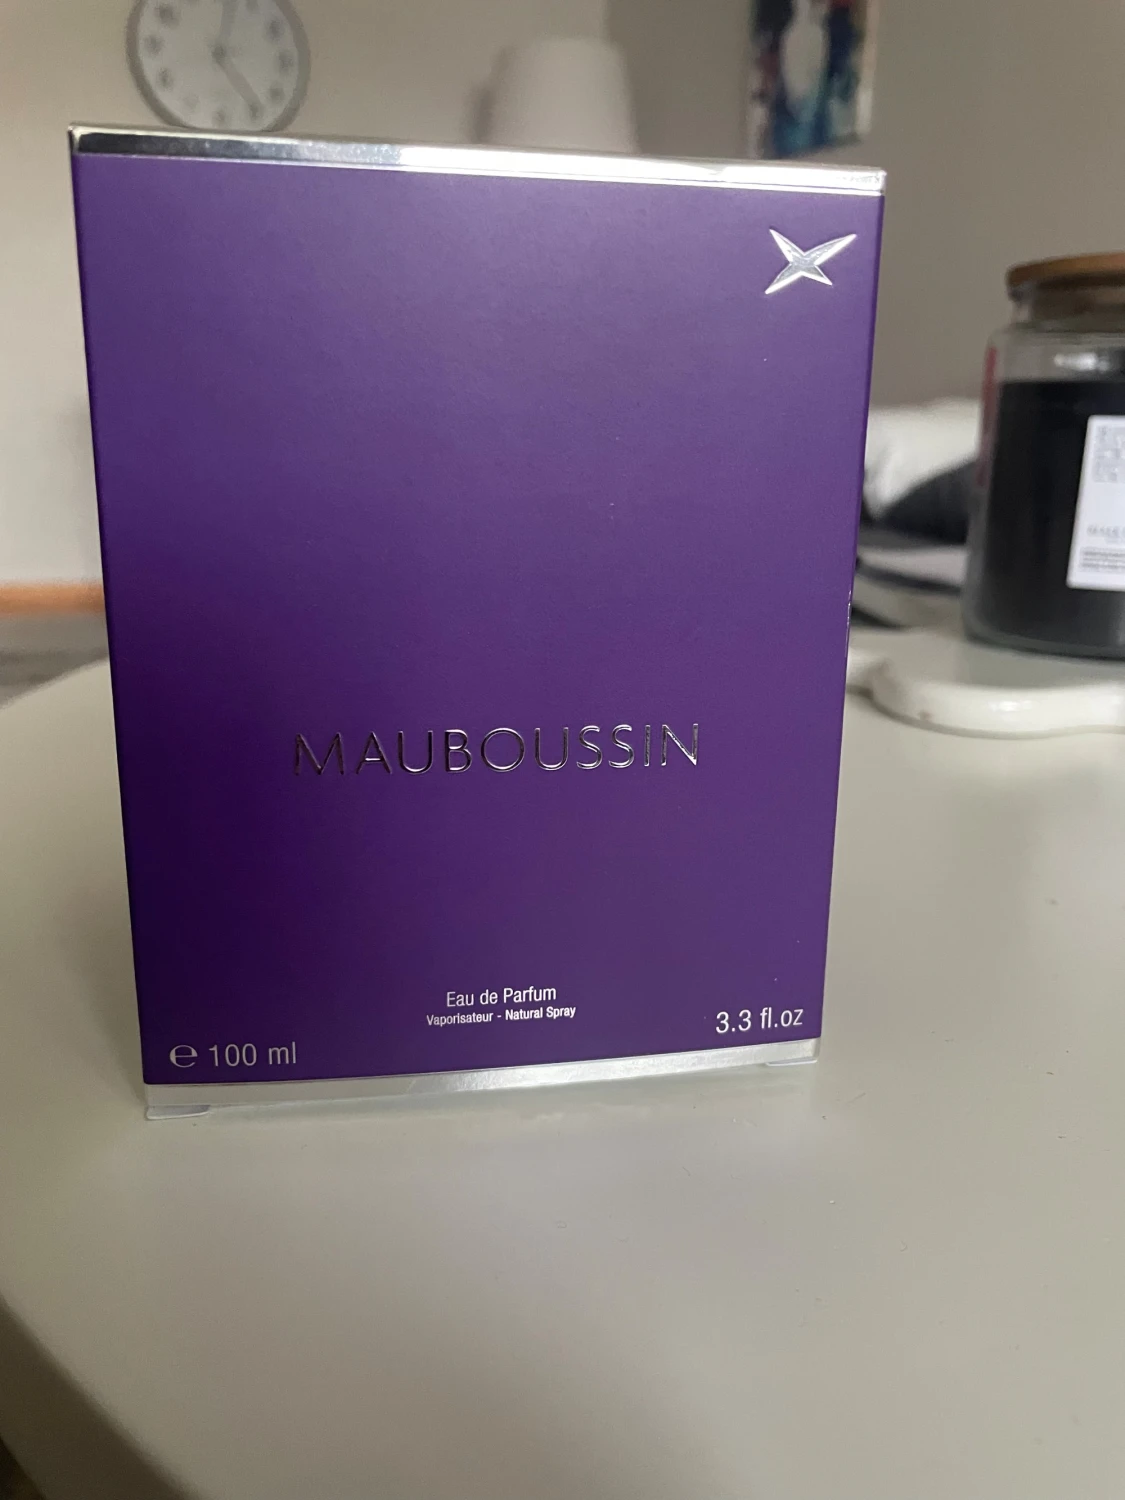 MAUBOUSSIN
Eau de Parfum
Vaporisateur - Natural Spray
℮ 100 ml
3.3 fl.oz